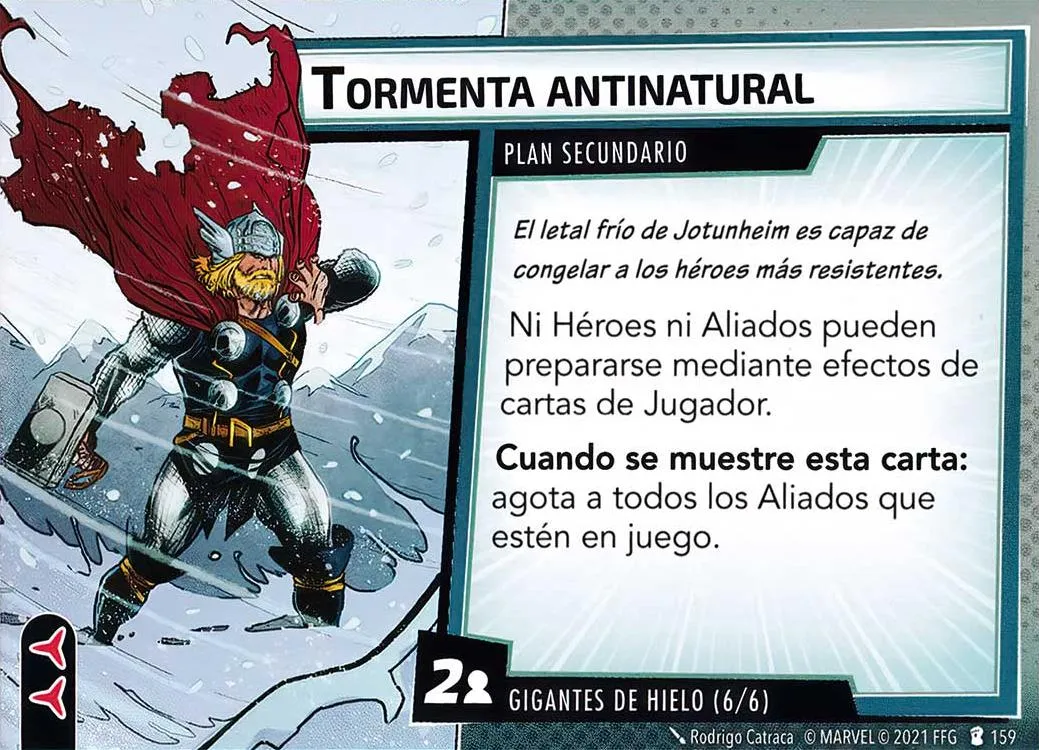 TORMENTA ANTINATURAL
PLAN SECUNDARIO
El letal frío de Jotunheim es capaz de
congelar a los héroes más resistentes.
Ni Héroes ni Aliados pueden
prepararse mediante efectos de
cartas de Jugador.
Cuando se muestre esta carta:
agota a todos los Aliados que
estén en juego.
2
GIGANTES DE HIELO (6/6)
Rodrigo Catraca © MARVEL © 2021 FFG 159